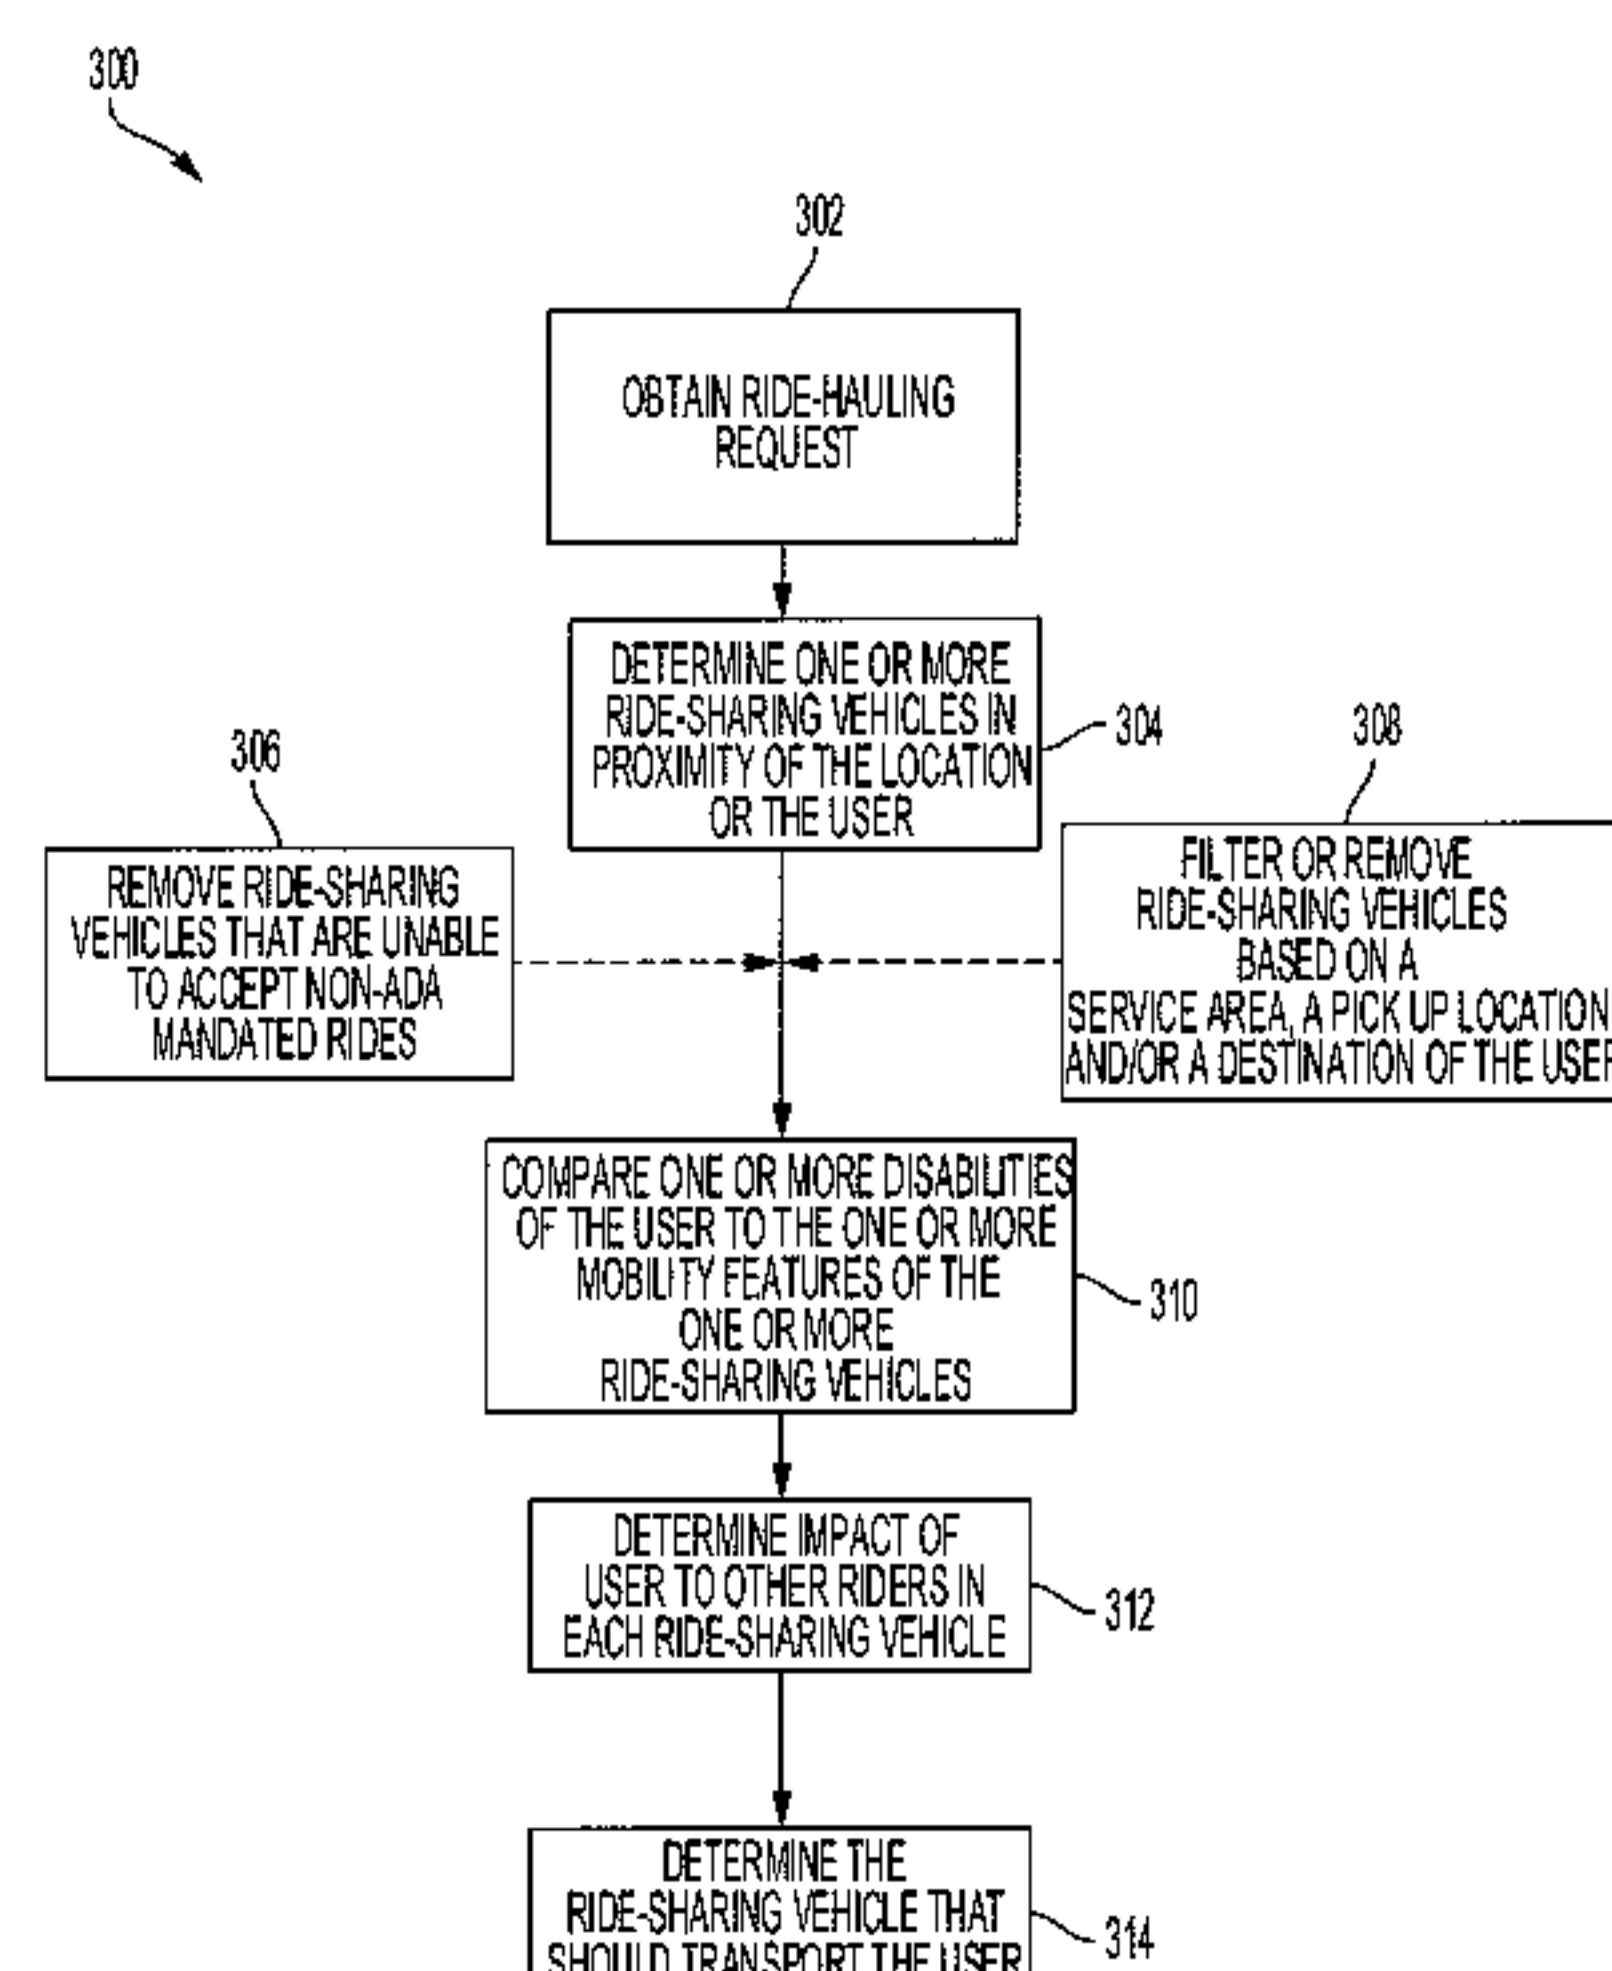 300
302
OBTAIN RIDE-HAULING
REQUEST
DETERMINE ONE OR MORE
RIDE-SHARING VEHICLES IN
PROXIMITY OF THE LOCATION
OR THE USER
304
306
REMOVE RIDE-SHARING
VEHICLES THAT ARE UNABLE
TO ACCEPT NON-ADA
MANDATED RIDES
308
FILTER OR REMOVE
RIDE-SHARING VEHICLES
BASED ON A
SERVICE AREA, A PICK UP LOCATION
AND/OR A DESTINATION OF THE USER
COMPARE ONE OR MORE DISABILITIES
OF THE USER TO THE ONE OR MORE
MOBILITY FEATURES OF THE
ONE OR MORE
RIDE-SHARING VEHICLES
310
DETERMINE IMPACT OF
USER TO OTHER RIDERS IN
EACH RIDE-SHARING VEHICLE
312
DETERMINE THE
RIDE-SHARING VEHICLE THAT
SHOULD TRANSPORT THE USER
314